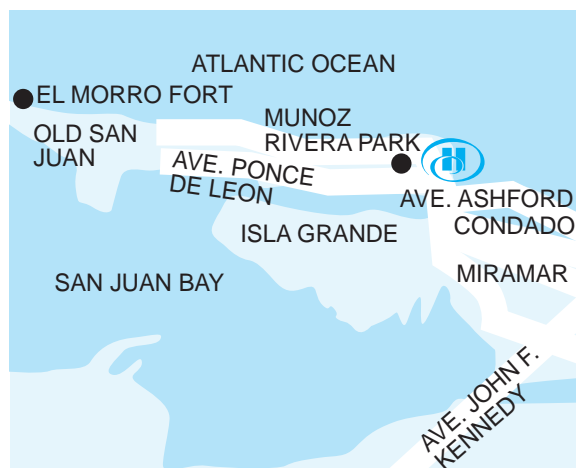 ATLANTIC OCEAN
EL MORRO FORT
OLD SAN
JUAN
MUNOZ
RIVERA PARK
AVE. PONCE
DE LEON
AVE. ASHFORD
CONDADO
ISLA GRANDE
MIRAMAR
SAN JUAN BAY
AVE. JOHN F.
KENNEDY